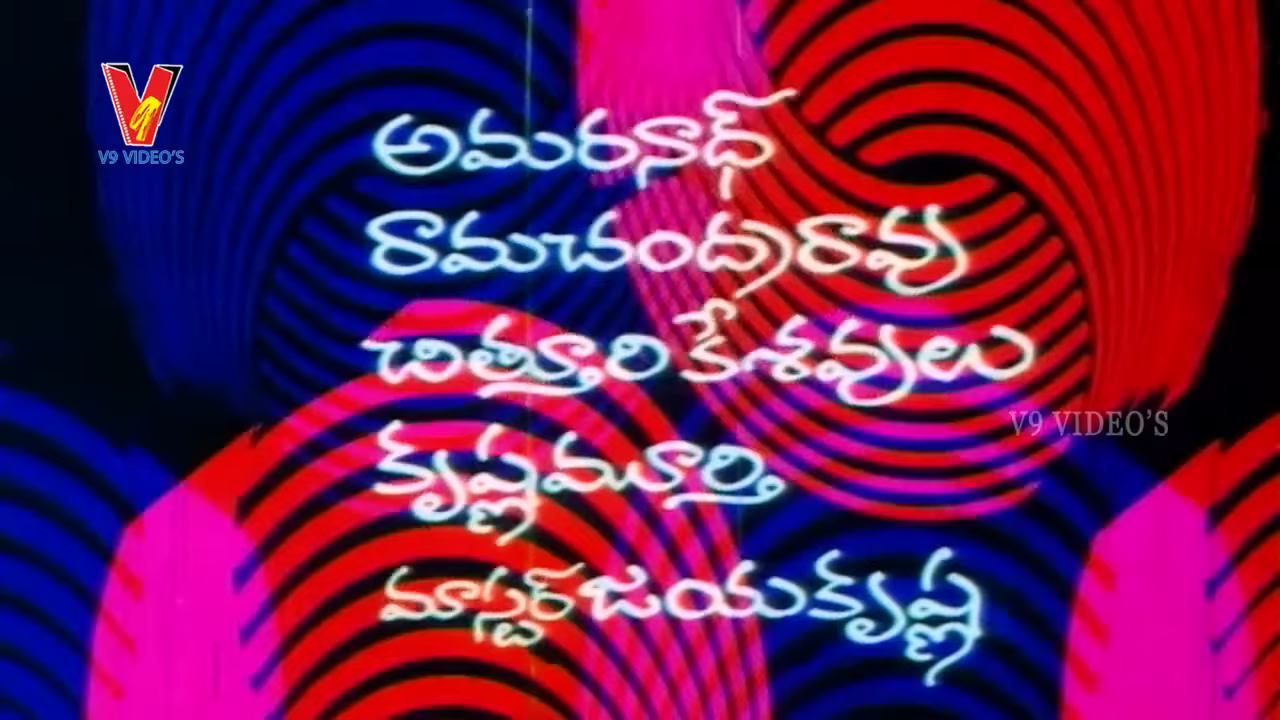 V9 VIDEO'S
అమరనాధ్
రామచంద్రరావు
చిత్తూరి కేశవులు
V9 VIDEO'S
కృష్ణమూర్తి
మాస్టర్ జయకృష్ణ